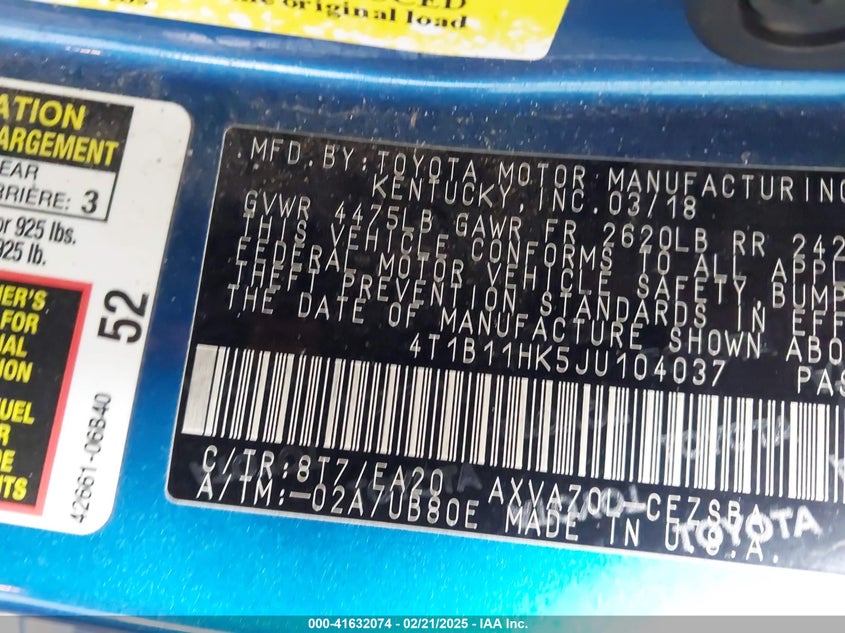 original load
ATION
ARGEMENT
EAR
RRIÈRE: 3
or 925 lbs.
925 lb.
ER'S
FOR
IAL
ION
UEL
R
DE
TS
52
42661-06B40
MFD. BY: TOYOTA MOTOR MANUFACTURING
KENTUCKY, INC. 03/18
GVWR 4475LB GAWR FR 2620LB RR 242
THIS VEHICLE CONFORMS TO ALL APPL
FEDERAL MOTOR VEHICLE SAFETY, BUMP
THEFT PREVENTION STANDARDS IN EFF
THE DATE OF MANUFACTURE SHOWN ABO
4T1B11HK5JU104037 PAS
C/TR:8T7/EA20 AXVA70L-CEZSBA
A/TM:-02A/UB80E MADE IN U.S.A.
TOYOTA
000-41632074 - 02/21/2025 - IAA Inc.